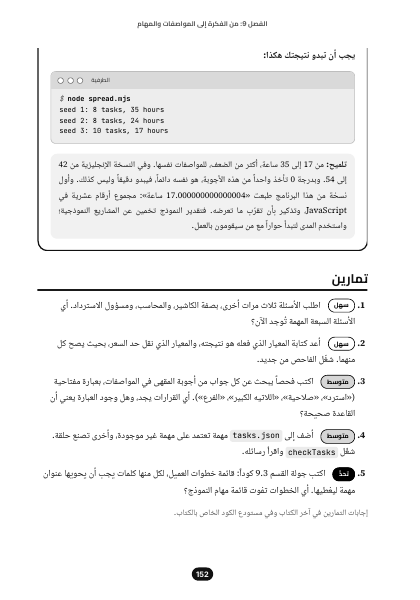 الفصل 9: من الفكرة إلى المواصفات والمهام
يجب أن تبدو نتيجتك هكذا:
الطرفية
$ node spread.mjs
seed 1: 8 tasks, 35 hours
seed 2: 8 tasks, 24 hours
seed 3: 10 tasks, 17 hours
تلميح: من 17 إلى 35 ساعة، أكثر من الضعف، للمواصفات نفسها. وفي النسخة الإنجليزية من 42
إلى 54. وبدرجة 0 تأخذ واحداً من هذه الأجوبة، هو نفسه دائماً، فيبدو دقيقاً وليس كذلك. وأول
نسخة من هذا البرنامج طبعت «17.000000000000004 ساعة»: مجموع أرقام عشرية في
JavaScript، وتذكير بأن تقرّب ما تعرضه. فتقدير النموذج تخمين عن المشاريع النموذجية؛
واستخدم المدى لتبدأ حواراً مع من سيقومون بالعمل.
تمارين
1. سهل اطلب الأسئلة ثلاث مرات أخرى، بصفة الكاشير، والمحاسب، ومسؤول الاسترداد. أي
الأسئلة السبعة المهمة تُوجد الآن؟
2. سهل أعد كتابة المعيار الذي فعله هو نتيجته، والمعيار الذي نقل حد السعر، بحيث يصح كل
منهما. شغّل الفاحص من جديد.
3. متوسط اكتب فحصاً يبحث عن كل جواب من أجوبة المقهى في المواصفات، بعبارة مفتاحية
(«استرد»، «صلاحية»، «اللاتيه الكبير»، «الفرع»). أي القرارات يجد، وهل وجود العبارة يعني أن
القاعدة صحيحة؟
4. متوسط أضف إلى tasks.json مهمة تعتمد على مهمة غير موجودة، وأخرى تصنع حلقة.
شغّل checkTasks واقرأ رسائله.
5. تحدٍّ اكتب جولة القسم 9.3 كوداً: قائمة خطوات العميل، لكل منها كلمات يجب أن يحويها عنوان
مهمة ليغطيها. أي الخطوات تفوت قائمة مهام النموذج؟
إجابات التمارين في آخر الكتاب وفي مستودع الكود الخاص بالكتاب.
152